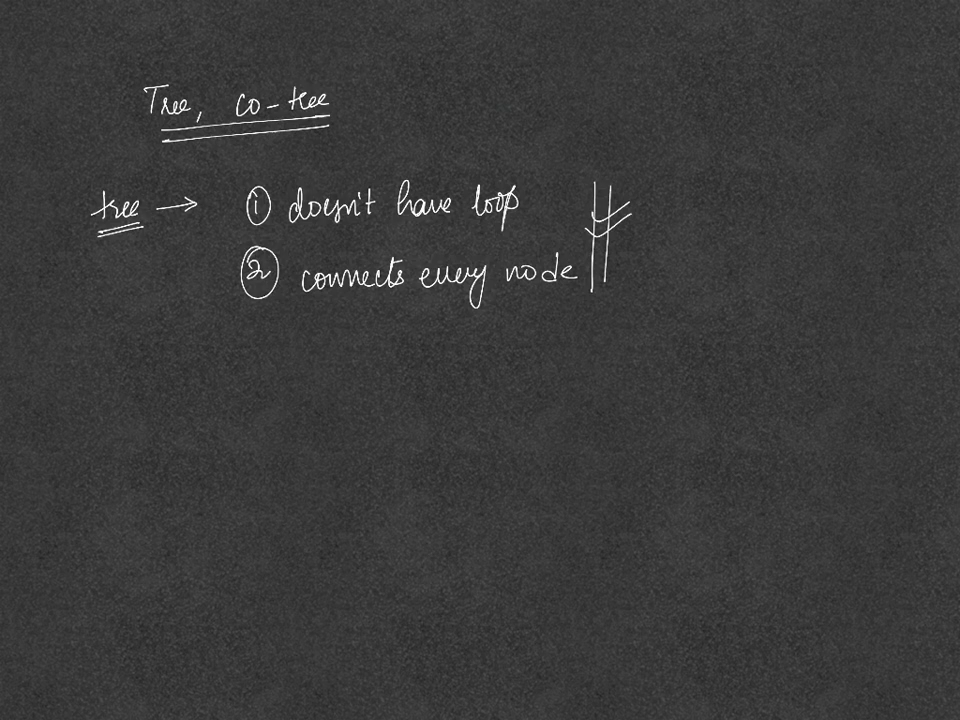 Tree, co-tree
tree → ① doesn't have loop
② connects every node